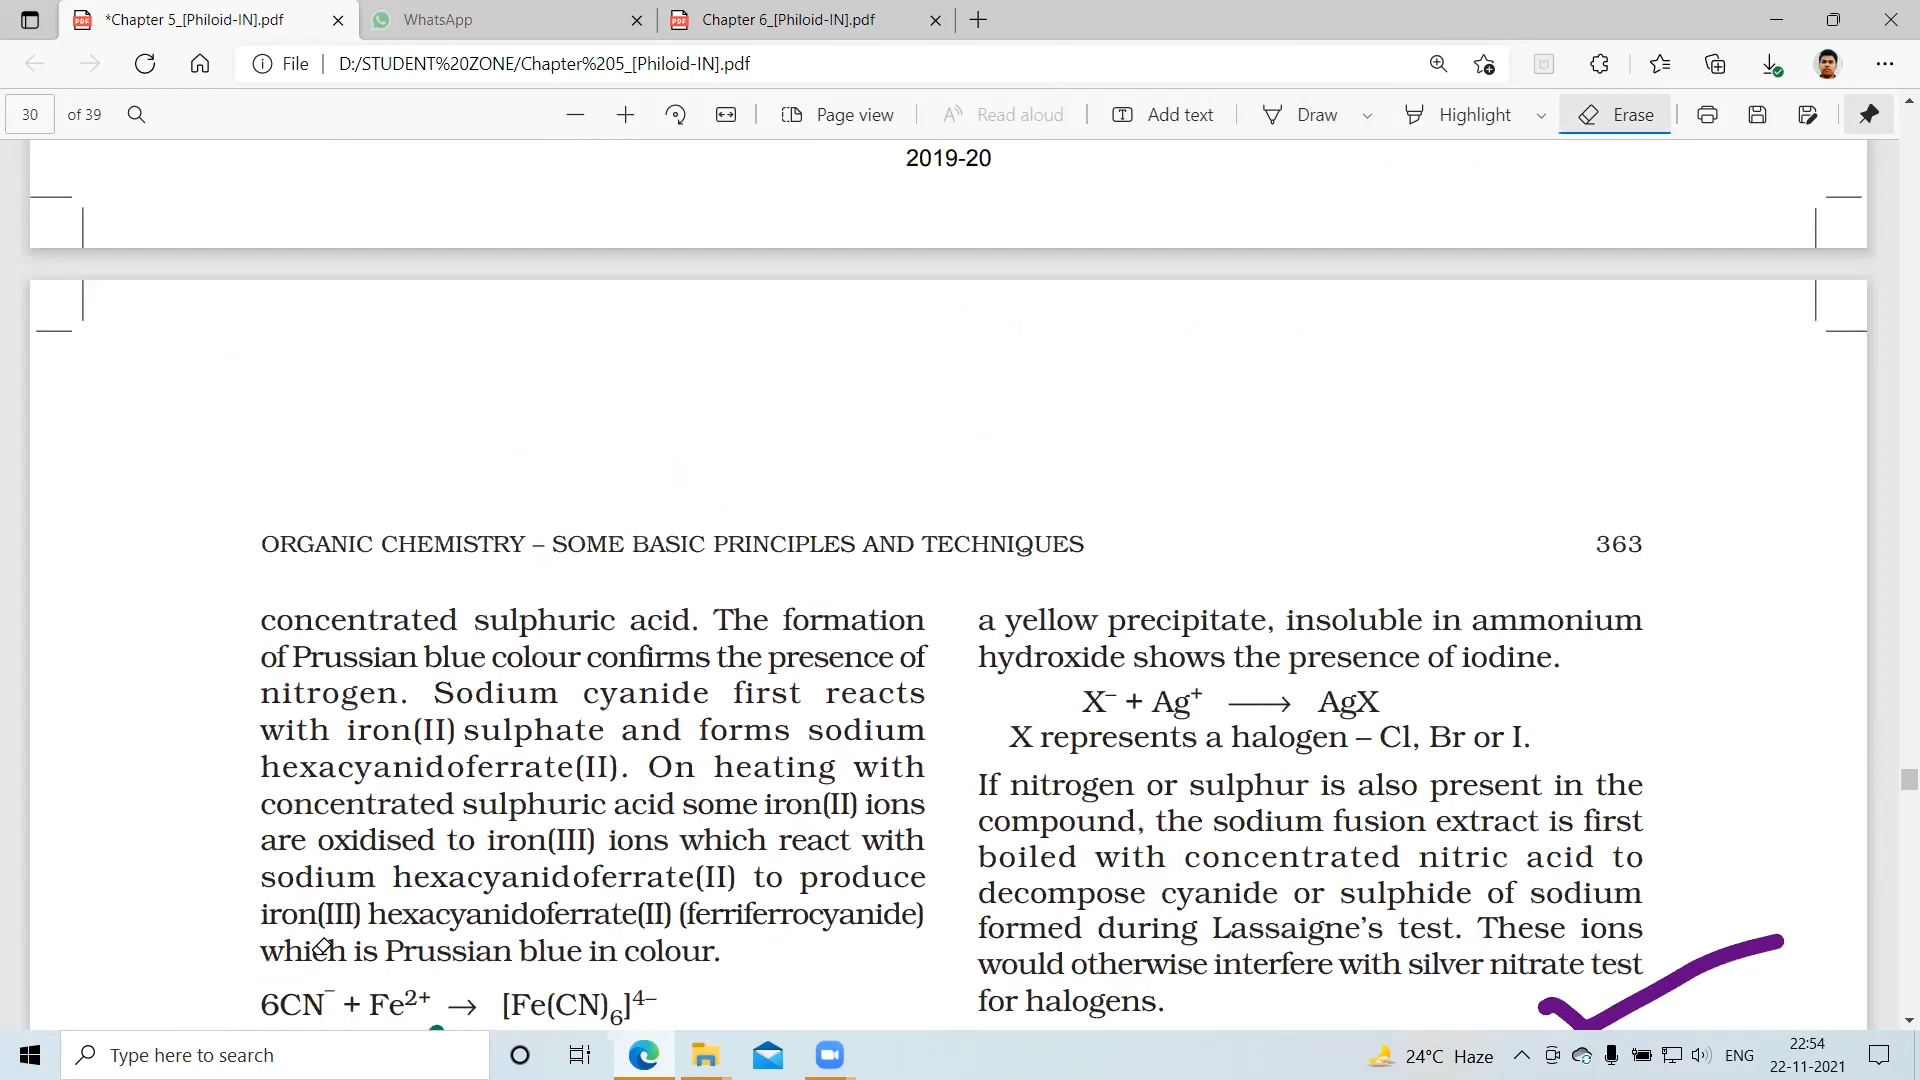 *Chapter 5_[Philoid-IN].pdf
WhatsApp
Chapter 6_[Philoid-IN].pdf
File
D:/STUDENT%20ZONE/Chapter%205_[Philoid-IN].pdf
30 of 39
Page view
Read aloud
Add text
Draw
Highlight
Erase
2019-20
ORGANIC CHEMISTRY – SOME BASIC PRINCIPLES AND TECHNIQUES 363
concentrated sulphuric acid. The formation
of Prussian blue colour confirms the presence of
nitrogen. Sodium cyanide first reacts
with iron(II) sulphate and forms sodium
hexacyanidoferrate(II). On heating with
concentrated sulphuric acid some iron(II) ions
are oxidised to iron(III) ions which react with
sodium hexacyanidoferrate(II) to produce
iron(III) hexacyanidoferrate(II) (ferriferrocyanide)
which is Prussian blue in colour.
6CN⁻ + Fe²⁺ → [Fe(CN)₆]⁴⁻
a yellow precipitate, insoluble in ammonium
hydroxide shows the presence of iodine.
X⁻ + Ag⁺ ⟶ AgX
X represents a halogen – Cl, Br or I.
If nitrogen or sulphur is also present in the
compound, the sodium fusion extract is first
boiled with concentrated nitric acid to
decompose cyanide or sulphide of sodium
formed during Lassaigne's test. These ions
would otherwise interfere with silver nitrate test
for halogens.
Type here to search
24°C Haze
ENG
22:54
22-11-2021